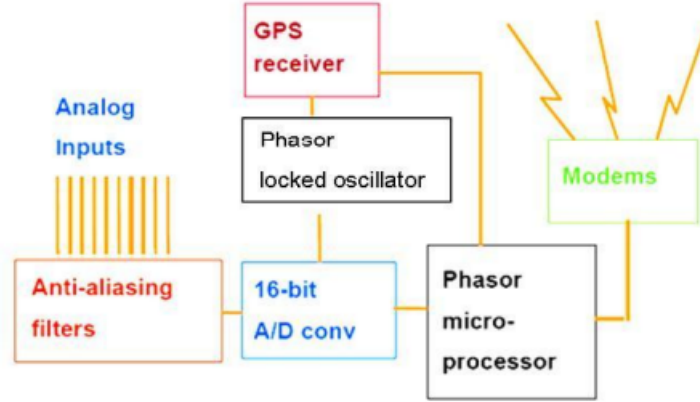 GPS
receiver
Analog
Inputs
Phasor
locked oscillator
Modems
Anti-aliasing
filters
16-bit
A/D conv
Phasor
micro-
processor